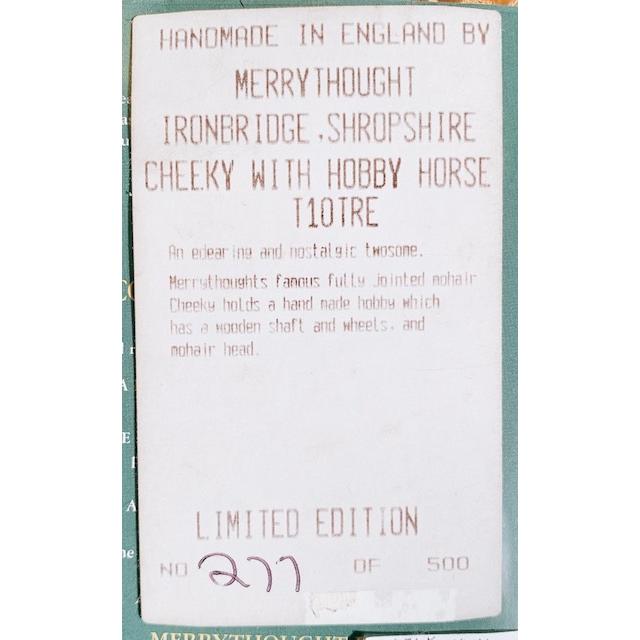 HANDMADE IN ENGLAND BY
MERRYTHOUGHT
IRONBRIDGE, SHROPSHIRE
CHEEKY WITH HOBBY HORSE
T10TRE
An edearing and nostalgic twosome.
Merrythoughts famous fully jointed mohair
Cheeky holds a hand made hobby which
has a wooden shaft and wheels, and
mohair head.
LIMITED EDITION
NO 277 OF 500
MERRYTHOUGHT